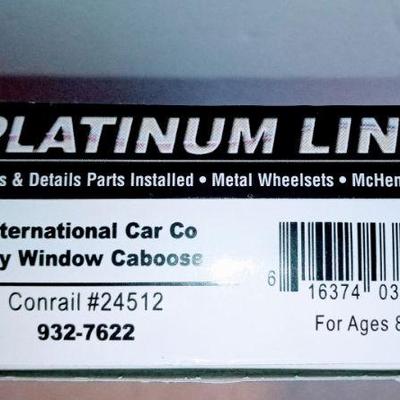 PLATINUM LIN
s & Details Parts Installed • Metal Wheelsets • McHen
ternational Car Co
y Window Caboose
Conrail #24512
932-7622
6 16374 03
For Ages 8